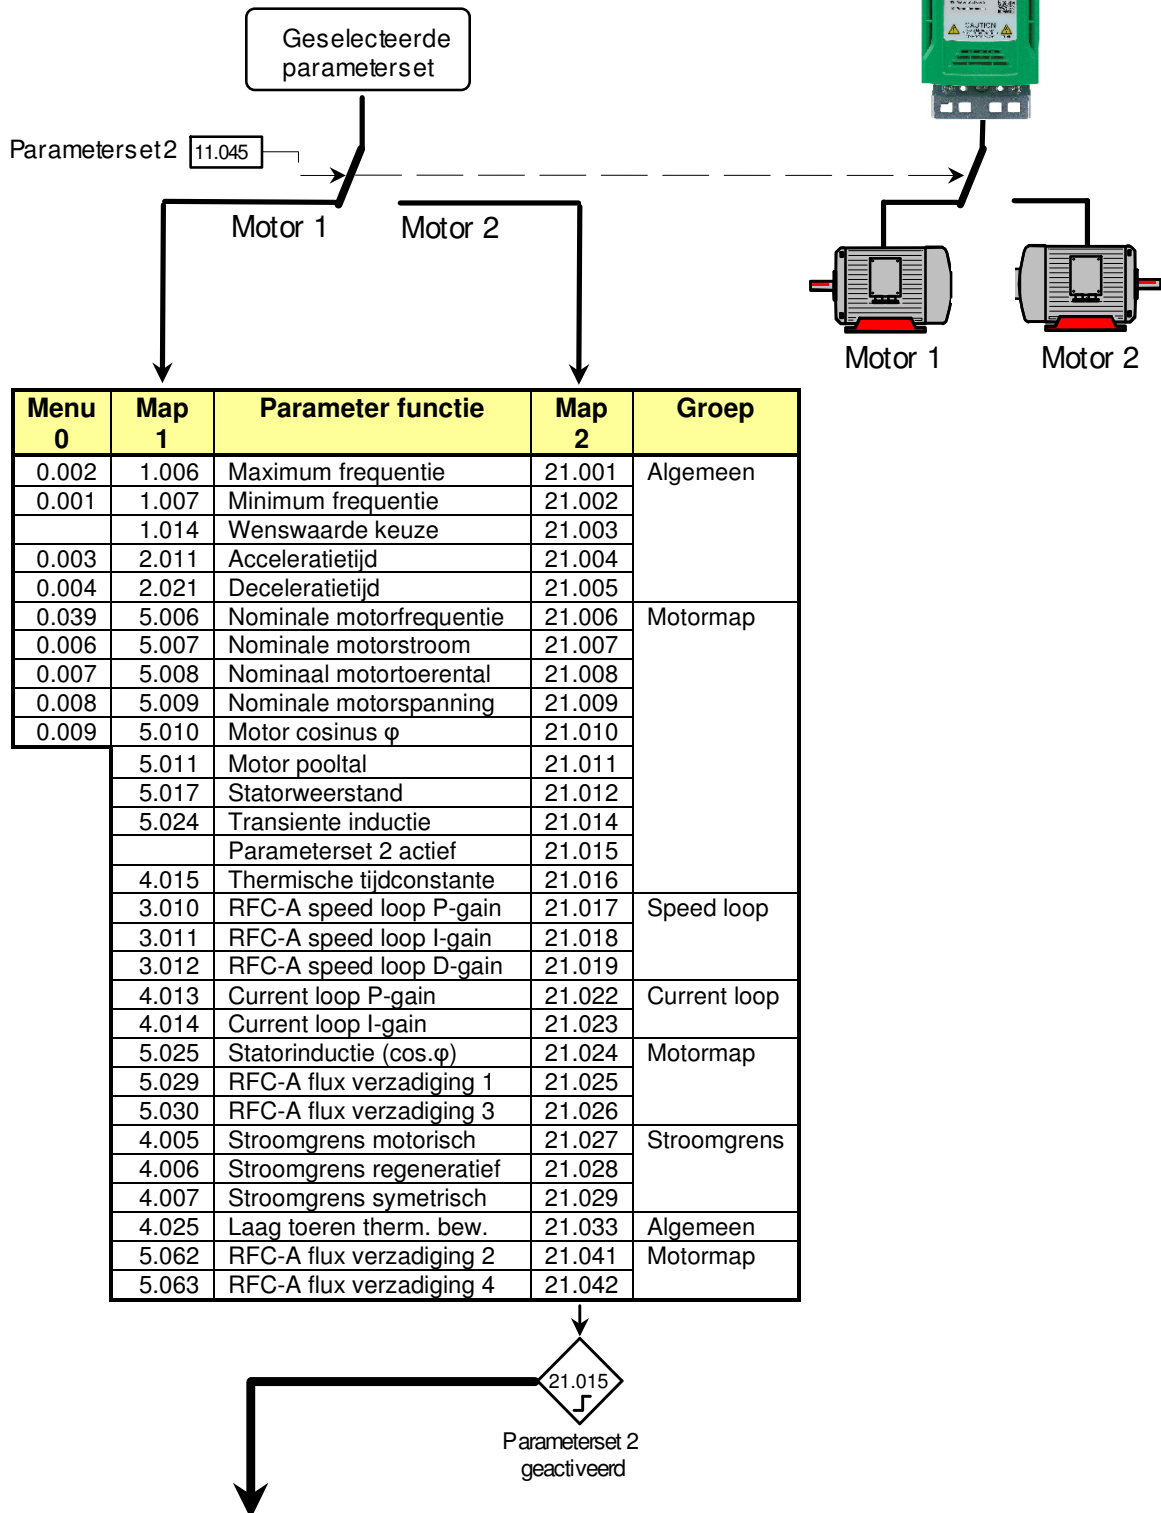 Geselecteerde
parameterset
CAUTION
Parameterset 2 11.045
Motor 1 Motor 2
Motor 1 Motor 2
Menu 0 Map 1 Parameter functie Map 2 Groep
0.002 1.006 Maximum frequentie 21.001 Algemeen
0.001 1.007 Minimum frequentie 21.002
1.014 Wenswaarde keuze 21.003
0.003 2.011 Acceleratietijd 21.004
0.004 2.021 Deceleratietijd 21.005
0.039 5.006 Nominale motorfrequentie 21.006 Motormap
0.006 5.007 Nominale motorstroom 21.007
0.007 5.008 Nominaal motortoerental 21.008
0.008 5.009 Nominale motorspanning 21.009
0.009 5.010 Motor cosinus φ 21.010
5.011 Motor pooltal 21.011
5.017 Statorweerstand 21.012
5.024 Transiente inductie 21.014
Parameterset 2 actief 21.015
4.015 Thermische tijdconstante 21.016
3.010 RFC-A speed loop P-gain 21.017 Speed loop
3.011 RFC-A speed loop I-gain 21.018
3.012 RFC-A speed loop D-gain 21.019
4.013 Current loop P-gain 21.022 Current loop
4.014 Current loop I-gain 21.023
5.025 Statorinductie (cos.φ) 21.024 Motormap
5.029 RFC-A flux verzadiging 1 21.025
5.030 RFC-A flux verzadiging 3 21.026
4.005 Stroomgrens motorisch 21.027 Stroomgrens
4.006 Stroomgrens regeneratief 21.028
4.007 Stroomgrens symetrisch 21.029
4.025 Laag toeren therm. bew. 21.033 Algemeen
5.062 RFC-A flux verzadiging 2 21.041 Motormap
5.063 RFC-A flux verzadiging 4 21.042
21.015
Parameterset 2
geactiveerd